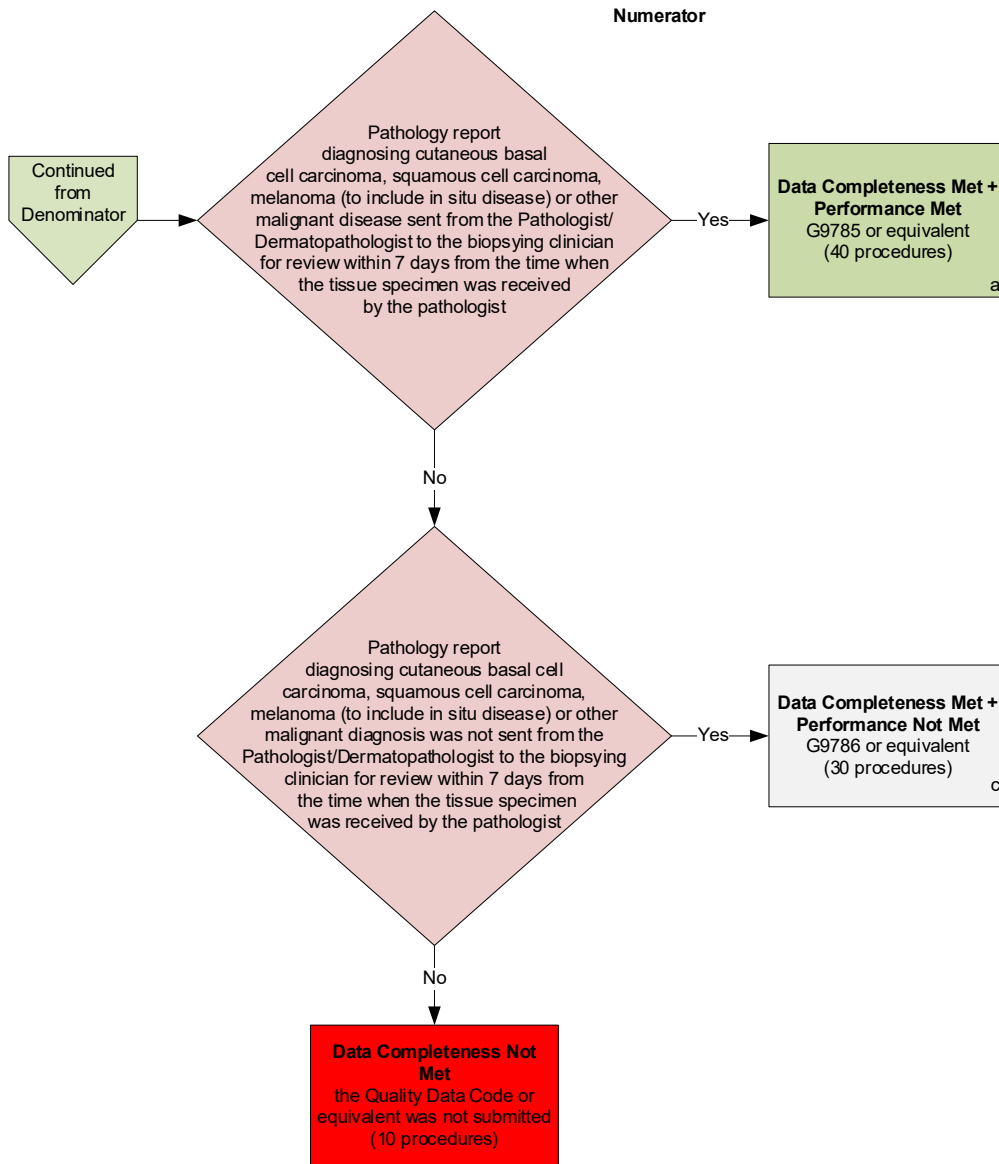 Numerator
Continued
from
Denominator
Pathology report
diagnosing cutaneous basal
cell carcinoma, squamous cell carcinoma,
melanoma (to include in situ disease) or other
malignant disease sent from the Pathologist/
Dermatopathologist to the biopsying clinician
for review within 7 days from the time when
the tissue specimen was received
by the pathologist
Yes
Data Completeness Met +
Performance Met
G9785 or equivalent
(40 procedures)
a
No
Pathology report
diagnosing cutaneous basal cell
carcinoma, squamous cell carcinoma,
melanoma (to include in situ disease) or other
malignant diagnosis was not sent from the
Pathologist/Dermatopathologist to the biopsying
clinician for review within 7 days from
the time when the tissue specimen
was received by the pathologist
Yes
Data Completeness Met +
Performance Not Met
G9786 or equivalent
(30 procedures)
c
No
Data Completeness Not
Met
the Quality Data Code or
equivalent was not submitted
(10 procedures)